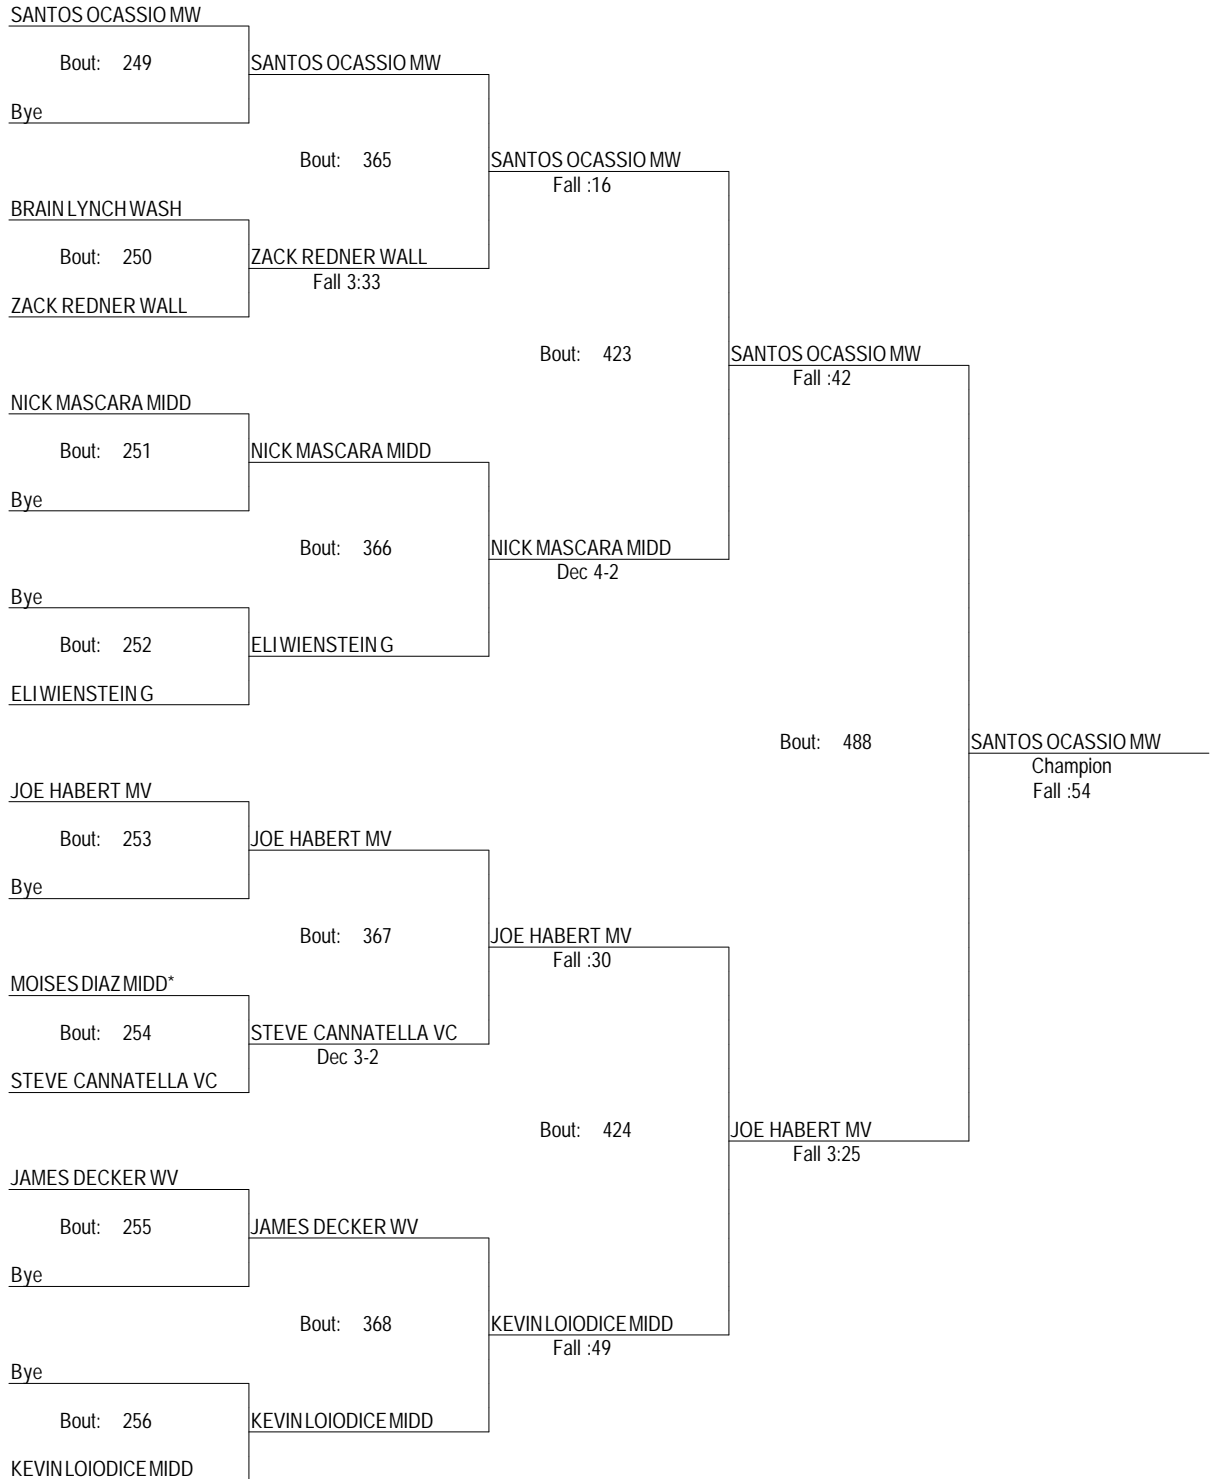 SANTOS OCASSIO MW
Bout: 249
SANTOS OCASSIO MW
Bye
Bout: 365
SANTOS OCASSIO MW
Fall :16
BRAIN LYNCH WASH
Bout: 250
ZACK REDNER WALL
Fall 3:33
ZACK REDNER WALL
Bout: 423
SANTOS OCASSIO MW
Fall :42
NICK MASCARA MIDD
Bout: 251
NICK MASCARA MIDD
Bye
Bout: 366
NICK MASCARA MIDD
Dec 4-2
Bye
Bout: 252
ELI WIENSTEIN G
ELI WIENSTEIN G
Bout: 488
SANTOS OCASSIO MW
Champion
Fall :54
JOE HABERT MV
Bout: 253
JOE HABERT MV
Bye
Bout: 367
JOE HABERT MV
Fall :30
MOISES DIAZ MIDD*
Bout: 254
STEVE CANNATELLA VC
Dec 3-2
STEVE CANNATELLA VC
Bout: 424
JOE HABERT MV
Fall 3:25
JAMES DECKER WV
Bout: 255
JAMES DECKER WV
Bye
Bout: 368
KEVIN LOIODICE MIDD
Fall :49
Bye
Bout: 256
KEVIN LOIODICE MIDD
KEVIN LOIODICE MIDD